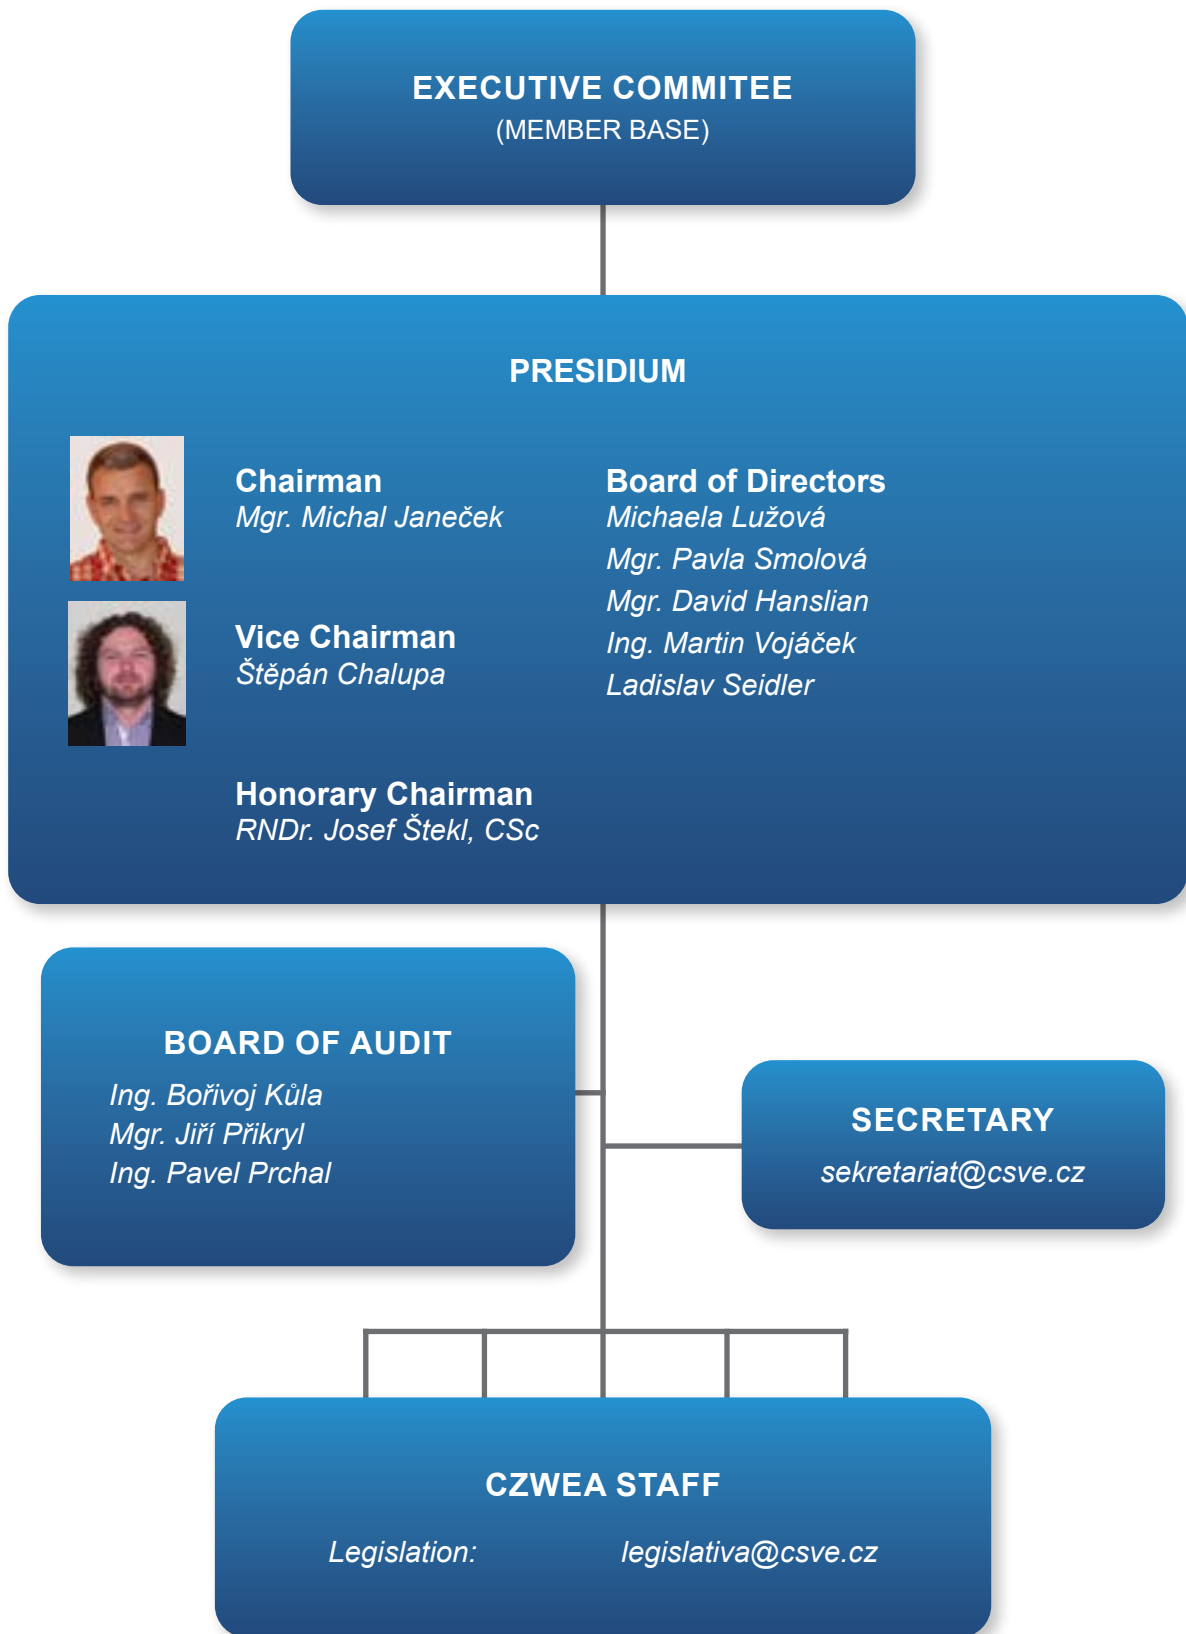 EXECUTIVE COMMITEE
(MEMBER BASE)
PRESIDIUM
Chairman
Mgr. Michal Janeček
Vice Chairman
Štěpán Chalupa
Honorary Chairman
RNDr. Josef Štekl, CSc
Board of Directors
Michaela Lužová
Mgr. Pavla Smolová
Mgr. David Hanslian
Ing. Martin Vojáček
Ladislav Seidler
BOARD OF AUDIT
Ing. Bořivoj Kůla
Mgr. Jiří Přikryl
Ing. Pavel Prchal
SECRETARY
sekretariat@csve.cz
CZWEA STAFF
Legislation: legislativa@csve.cz